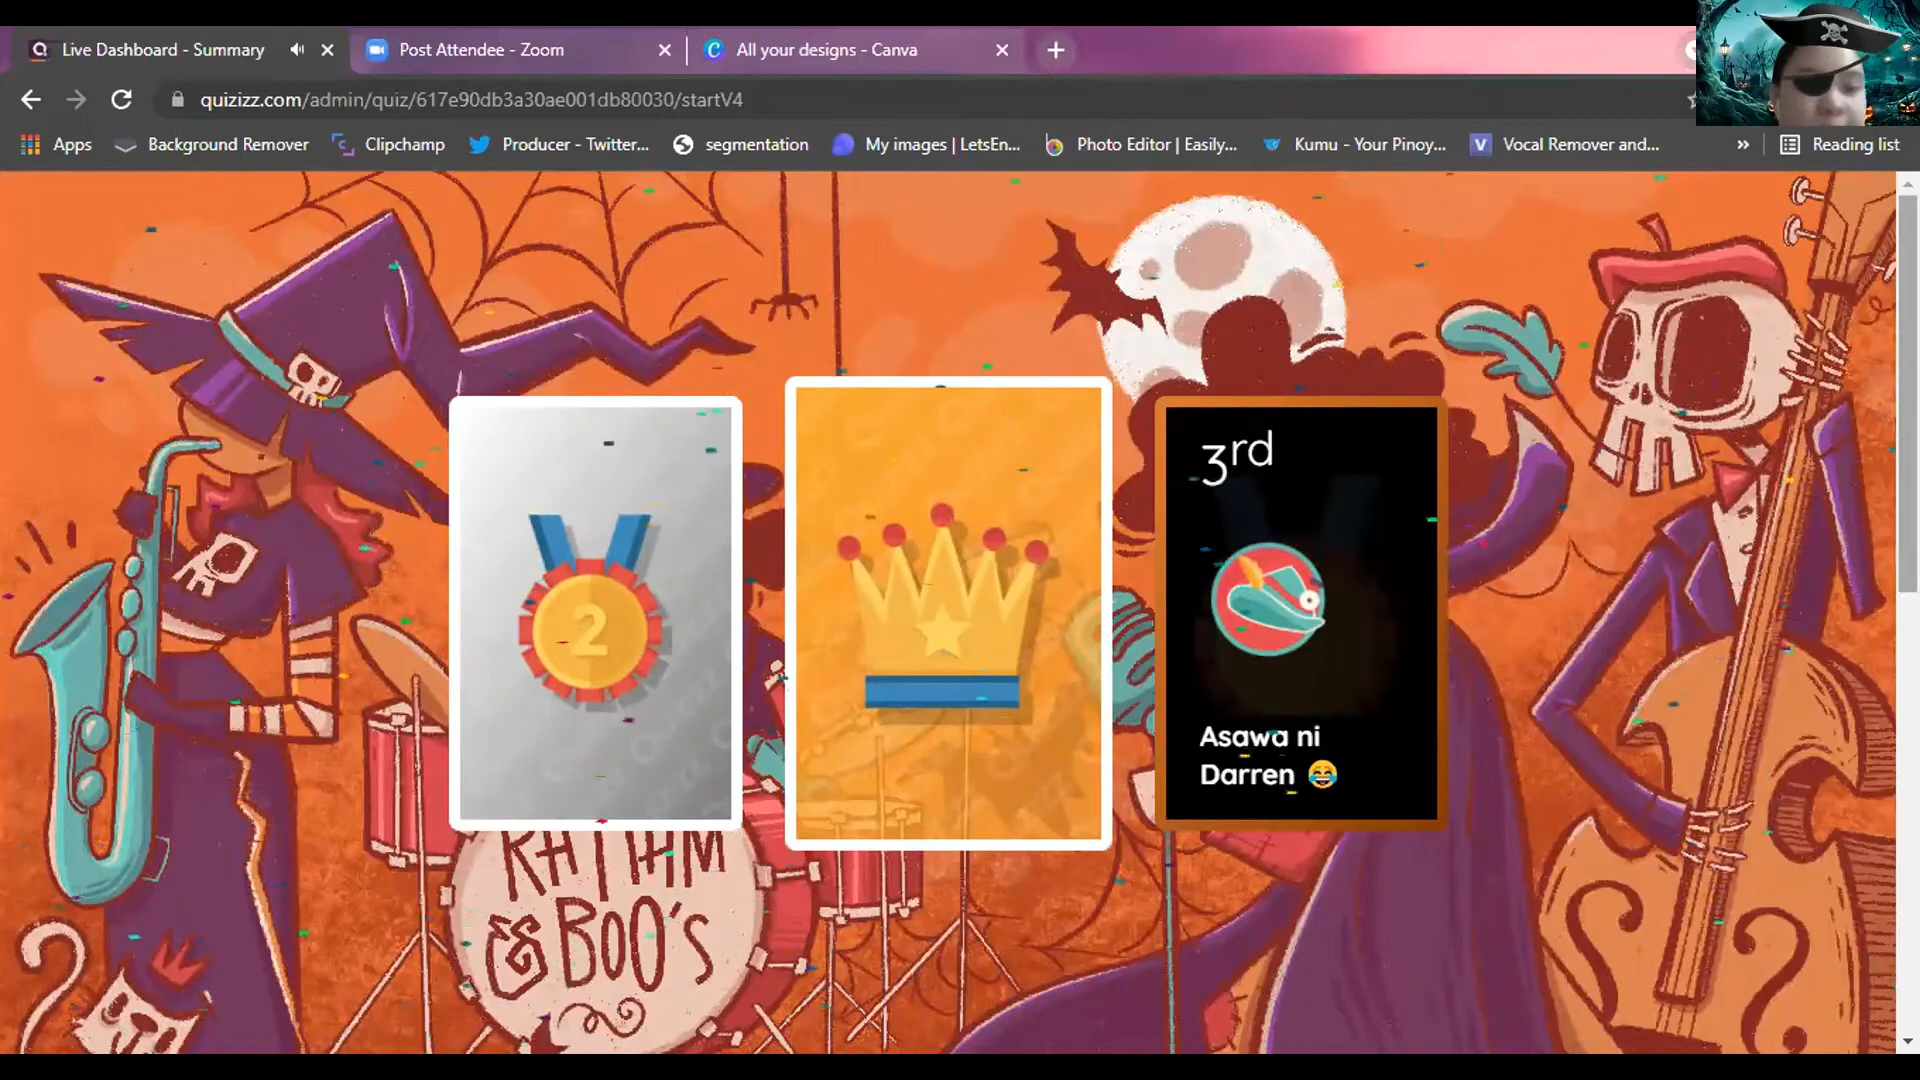 Live Dashboard - Summary
Post Attendee - Zoom
All your designs - Canva
quizizz.com/admin/quiz/617e90db3a30ae001db80030/startV4
Apps
Background Remover
Clipchamp
Producer - Twitter...
segmentation
My images | LetsEn...
Photo Editor | Easily...
Kumu - Your Pinoy...
V
Vocal Remover and...
Reading list
2
3rd
Asawa ni
Darren 😂
RHYTHM
& BOO'S